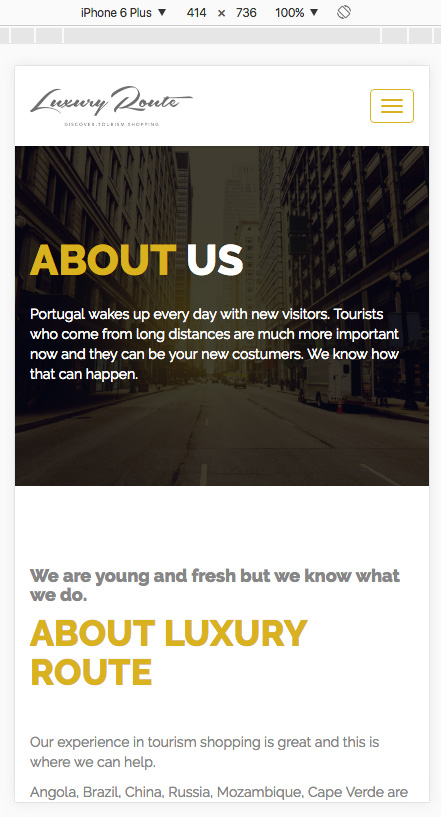 iPhone 6 Plus ▼ 414 × 736 100% ▼
Luxury Route
DISCOVER.TOURISM.SHOPPING
ABOUT US
Portugal wakes up every day with new visitors. Tourists
who come from long distances are much more important
now and they can be your new costumers. We know how
that can happen.
We are young and fresh but we know what
we do.
ABOUT LUXURY
ROUTE
Our experience in tourism shopping is great and this is
where we can help.
Angola, Brazil, China, Russia, Mozambique, Cape Verde are